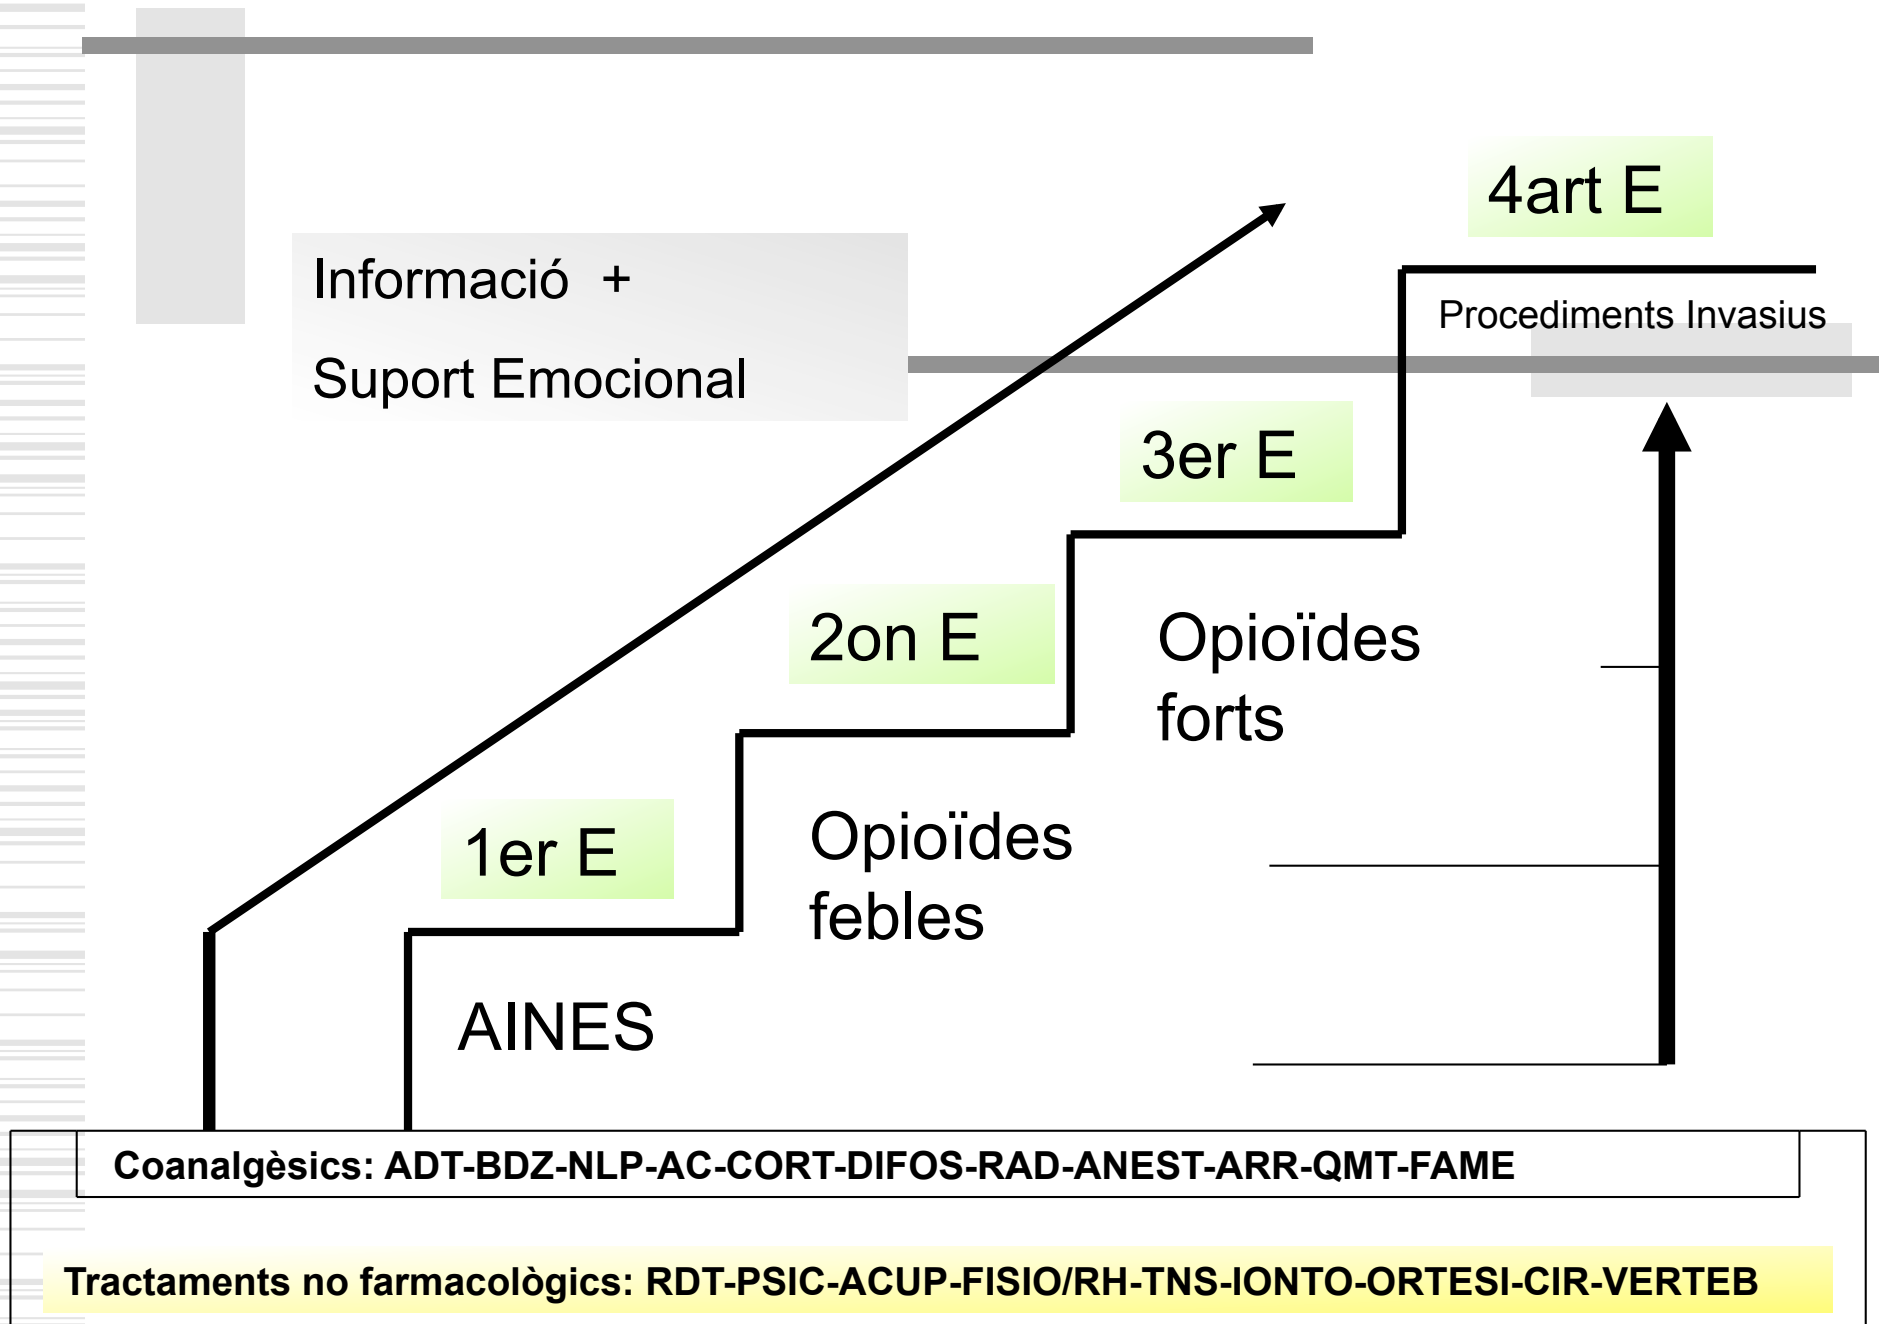 4art E
Informació +
Suport Emocional
Procediments Invasius
3er E
2on E
Opioïdes
forts
1er E
Opioïdes
febles
AINES
Coanalgèsics: ADT-BDZ-NLP-AC-CORT-DIFOS-RAD-ANEST-ARR-QMT-FAME
Tractaments no farmacològics: RDT-PSIC-ACUP-FISIO/RH-TNS-IONTO-ORTESI-CIR-VERTEB